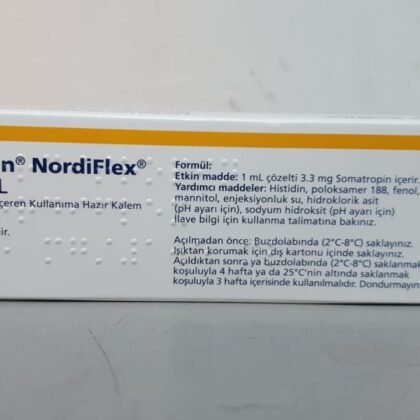 n® NordiFlex®
L
çeren Kullanıma Hazır Kalem
dir.
Formül:
Etkin madde: 1 mL çözelti 3.3 mg Somatropin içerir.
Yardımcı maddeler: Histidin, poloksamer 188, fenol,
mannitol, enjeksiyonluk su, hidroklorik asit
(pH ayarı için), sodyum hidroksit (pH ayarı için)
İlave bilgi için kullanma talimatına bakınız.
Açılmadan önce: Buzdolabında (2°C-8°C) saklayınız.
Işıktan korumak için dış kartonu içinde saklayınız.
Açıldıktan sonra ya buzdolabında (2°C-8°C) saklanmak
koşuluyla 4 hafta ya da 25°C'nin altında saklanmak
koşuluyla 3 hafta içerisinde kullanılmalıdır. Dondurmayın